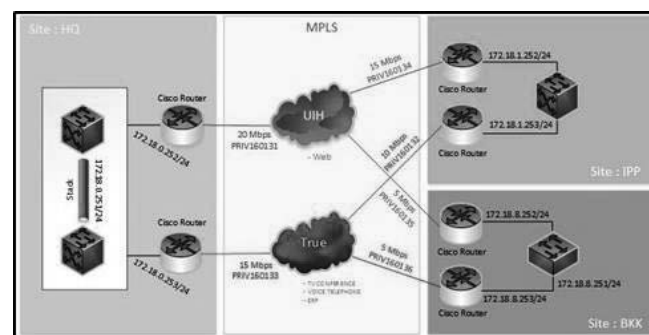 Site : HQ
MPLS
Cisco Router
172.18.0.252/24
Stack
172.18.0.251/24
Cisco Router
172.18.0.253/24
20 Mbps
PRIV160131
UIH
- Web
15 Mbps
PRIV160134
10 Mbps
PRIV160132
5 Mbps
PRIV160135
15 Mbps
PRIV160133
True
- TV CONFERENCE
- VOICE TELEPHONE
- ERP
5 Mbps
PRIV160136
172.18.1.252/24
Cisco Router
172.18.1.253/24
Cisco Router
Site : IPP
172.18.8.252/24
Cisco Router
172.18.8.251/24
172.18.8.253/24
Cisco Router
Site : BKK